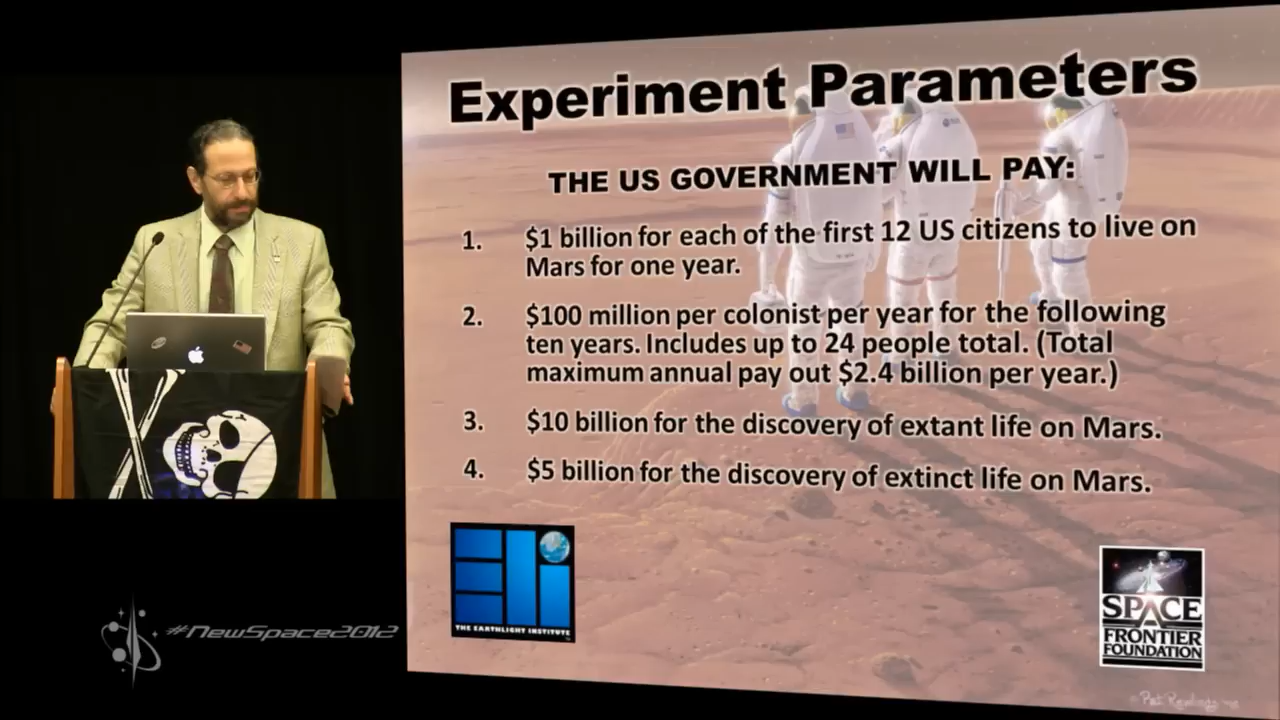 Experiment Parameters
THE US GOVERNMENT WILL PAY:
1. $1 billion for each of the first 12 US citizens to live on
Mars for one year.
2. $100 million per colonist per year for the following
ten years. Includes up to 24 people total. (Total
maximum annual pay out $2.4 billion per year.)
3. $10 billion for the discovery of extant life on Mars.
4. $5 billion for the discovery of extinct life on Mars.
ELi
THE EARTHLIGHT INSTITUTE
SPACE
FRONTIER
FOUNDATION
#NewSpace2012